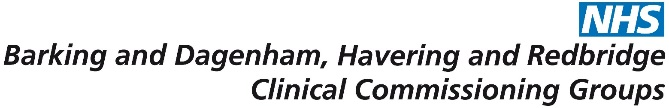 NHS
Barking and Dagenham, Havering and Redbridge
Clinical Commissioning Groups